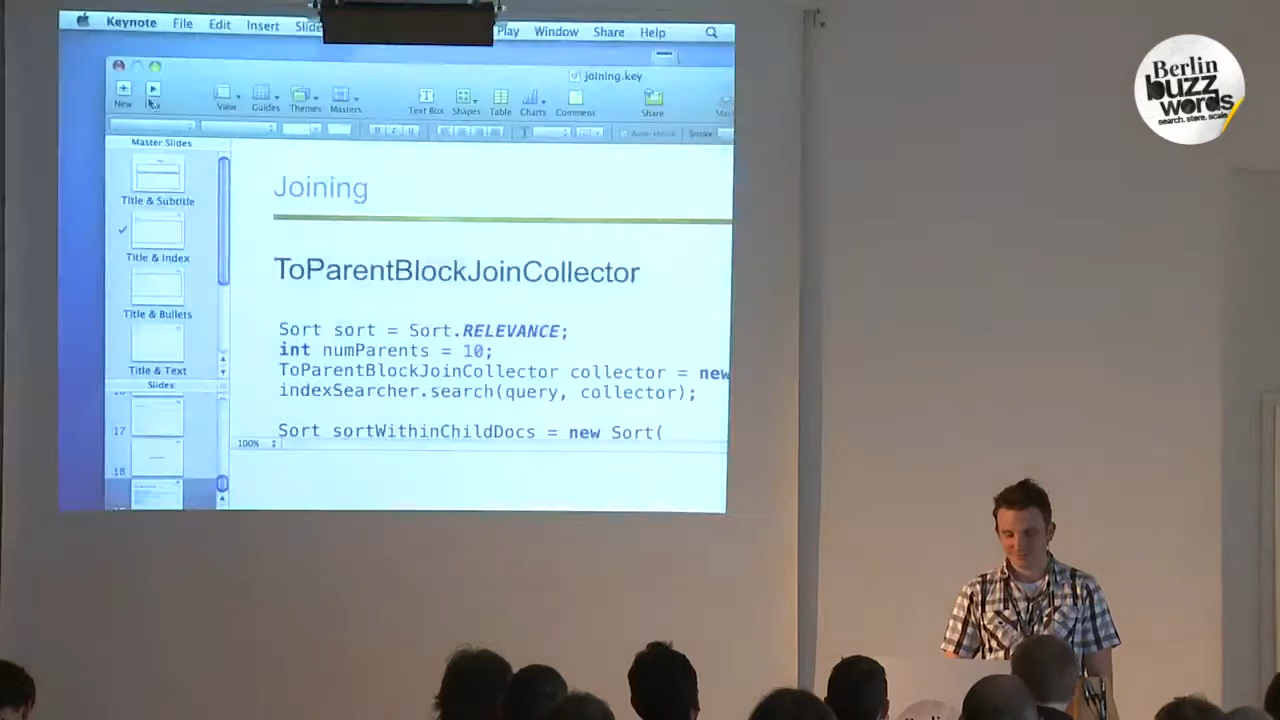 Keynote File Edit Insert Slid Play Window Share Help
joining.key
New View Guides Themes Masters Text Box Shapes Table Charts Comment Share
Master Slides
Title & Subtitle
Title & Index
Title & Bullets
Title & Text
Slides
17
18
100%
Joining
ToParentBlockJoinCollector
Sort sort = Sort.RELEVANCE;
int numParents = 10;
ToParentBlockJoinCollector collector = new
indexSearcher.search(query, collector);
Sort sortWithinChildDocs = new Sort(
Berlin
buzz
words
search. store. scale